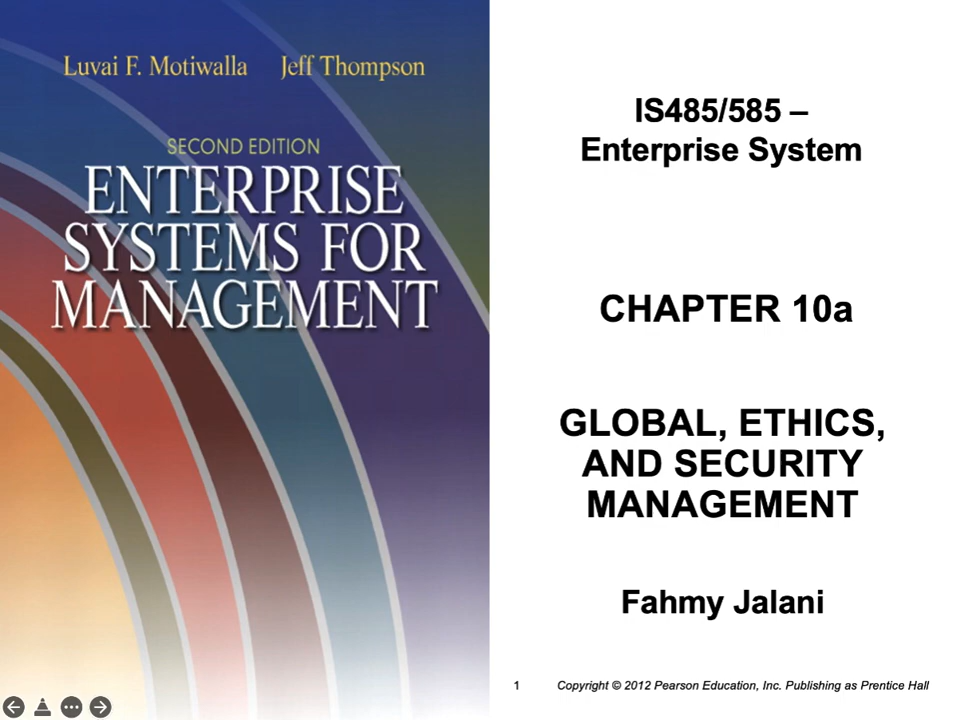 Luvai F. Motiwalla Jeff Thompson
SECOND EDITION
ENTERPRISE
SYSTEMS FOR
MANAGEMENT
IS485/585 –
Enterprise System
CHAPTER 10a
GLOBAL, ETHICS,
AND SECURITY
MANAGEMENT
Fahmy Jalani
1 Copyright © 2012 Pearson Education, Inc. Publishing as Prentice Hall